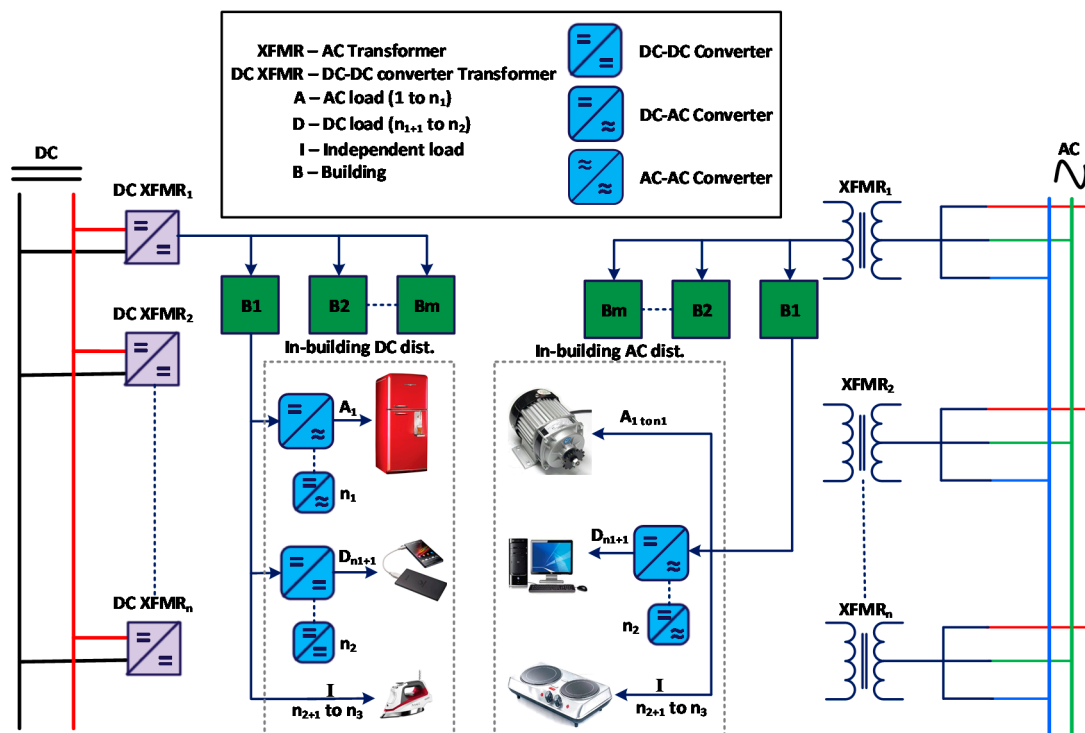 XFMR – AC Transformer
DC XFMR – DC-DC converter Transformer
A – AC load (1 to n₁)
D – DC load (n₁₊₁ to n₂)
I – Independent load
B – Building
DC-DC Converter
DC-AC Converter
AC-AC Converter
DC
DC XFMR₁
DC XFMR₂
DC XFMRₙ
B1
B2
Bm
In-building DC dist.
A₁
n₁
Dₙ₁₊₁
n₂
I
n₂₊₁ to n₃
Bm
B2
B1
In-building AC dist.
A₁ ₜₒₙ₁
Dₙ₁₊₁
n₂
I
n₂₊₁ to n₃
AC
XFMR₁
XFMR₂
XFMRₙ